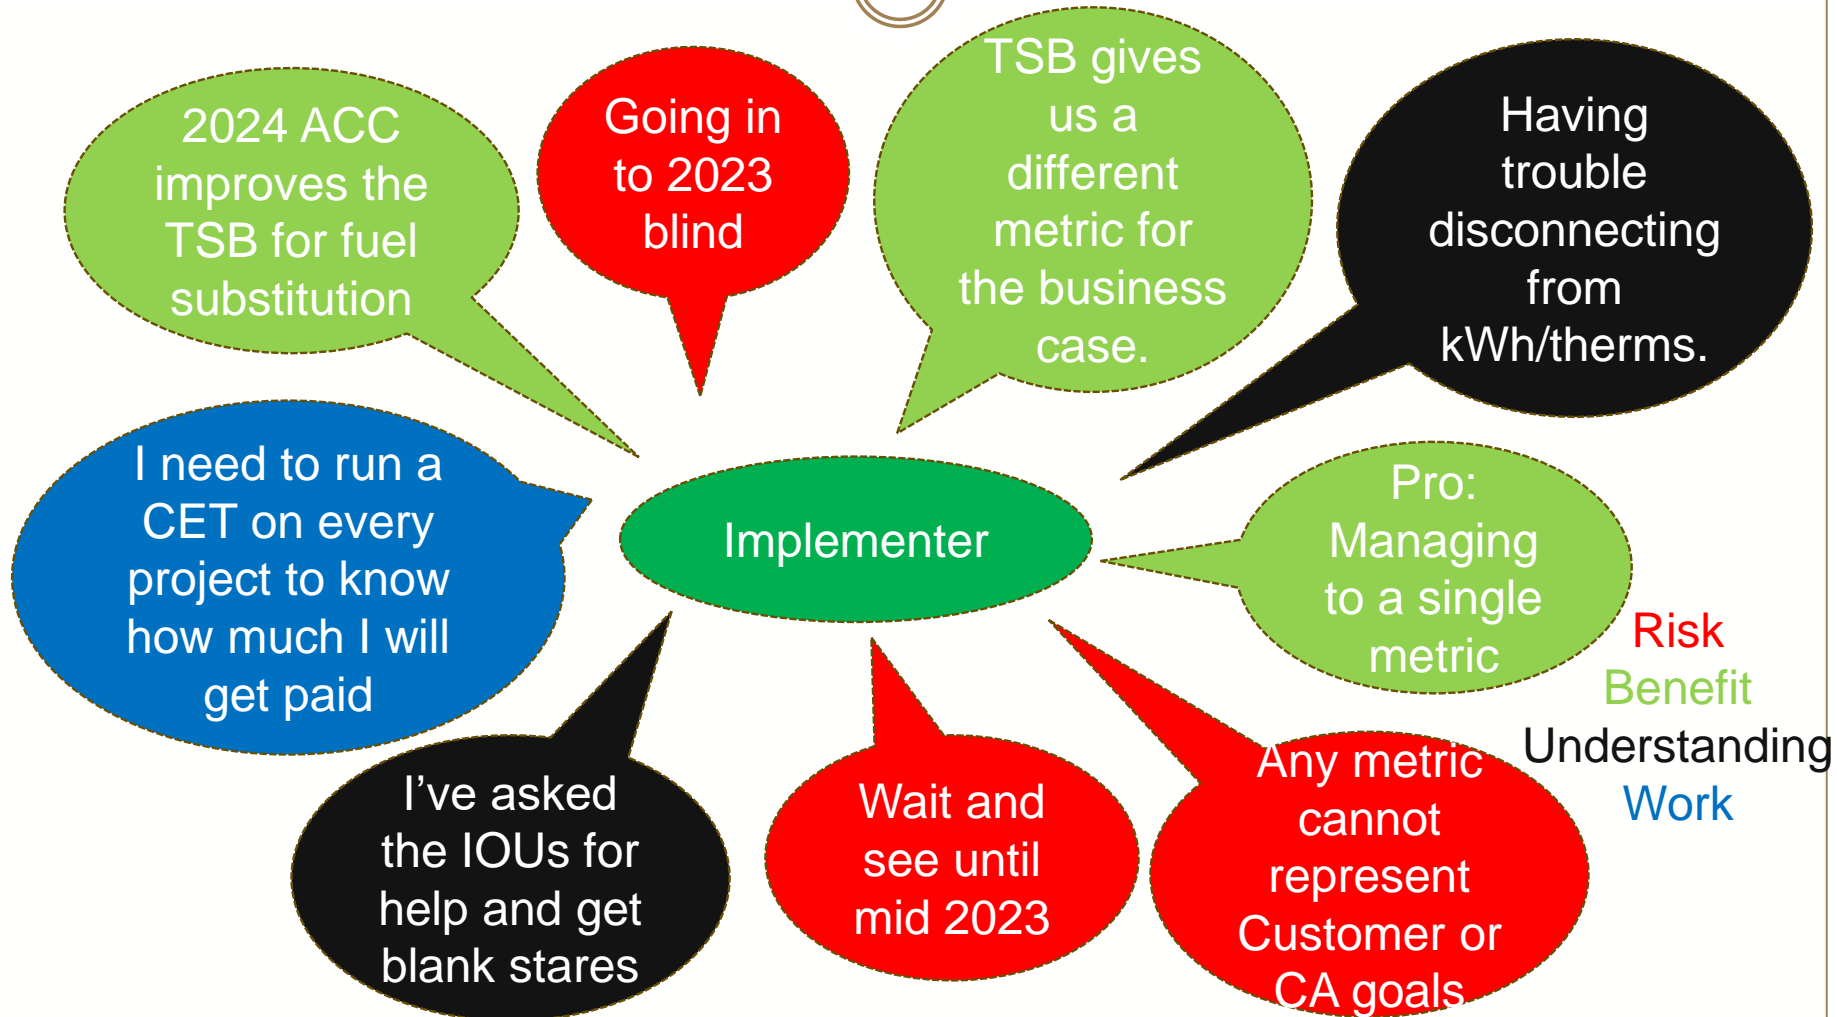 2024 ACC
improves the
TSB for fuel
substitution
Going in
to 2023
blind
TSB gives
us a
different
metric for
the business
case.
Having
trouble
disconnecting
from
kWh/therms.
I need to run a
CET on every
project to know
how much I will
get paid
Implementer
Pro:
Managing
to a single
metric
Risk
Benefit
Understanding
Work
I've asked
the IOUs for
help and get
blank stares
Wait and
see until
mid 2023
Any metric
cannot
represent
Customer or
CA goals